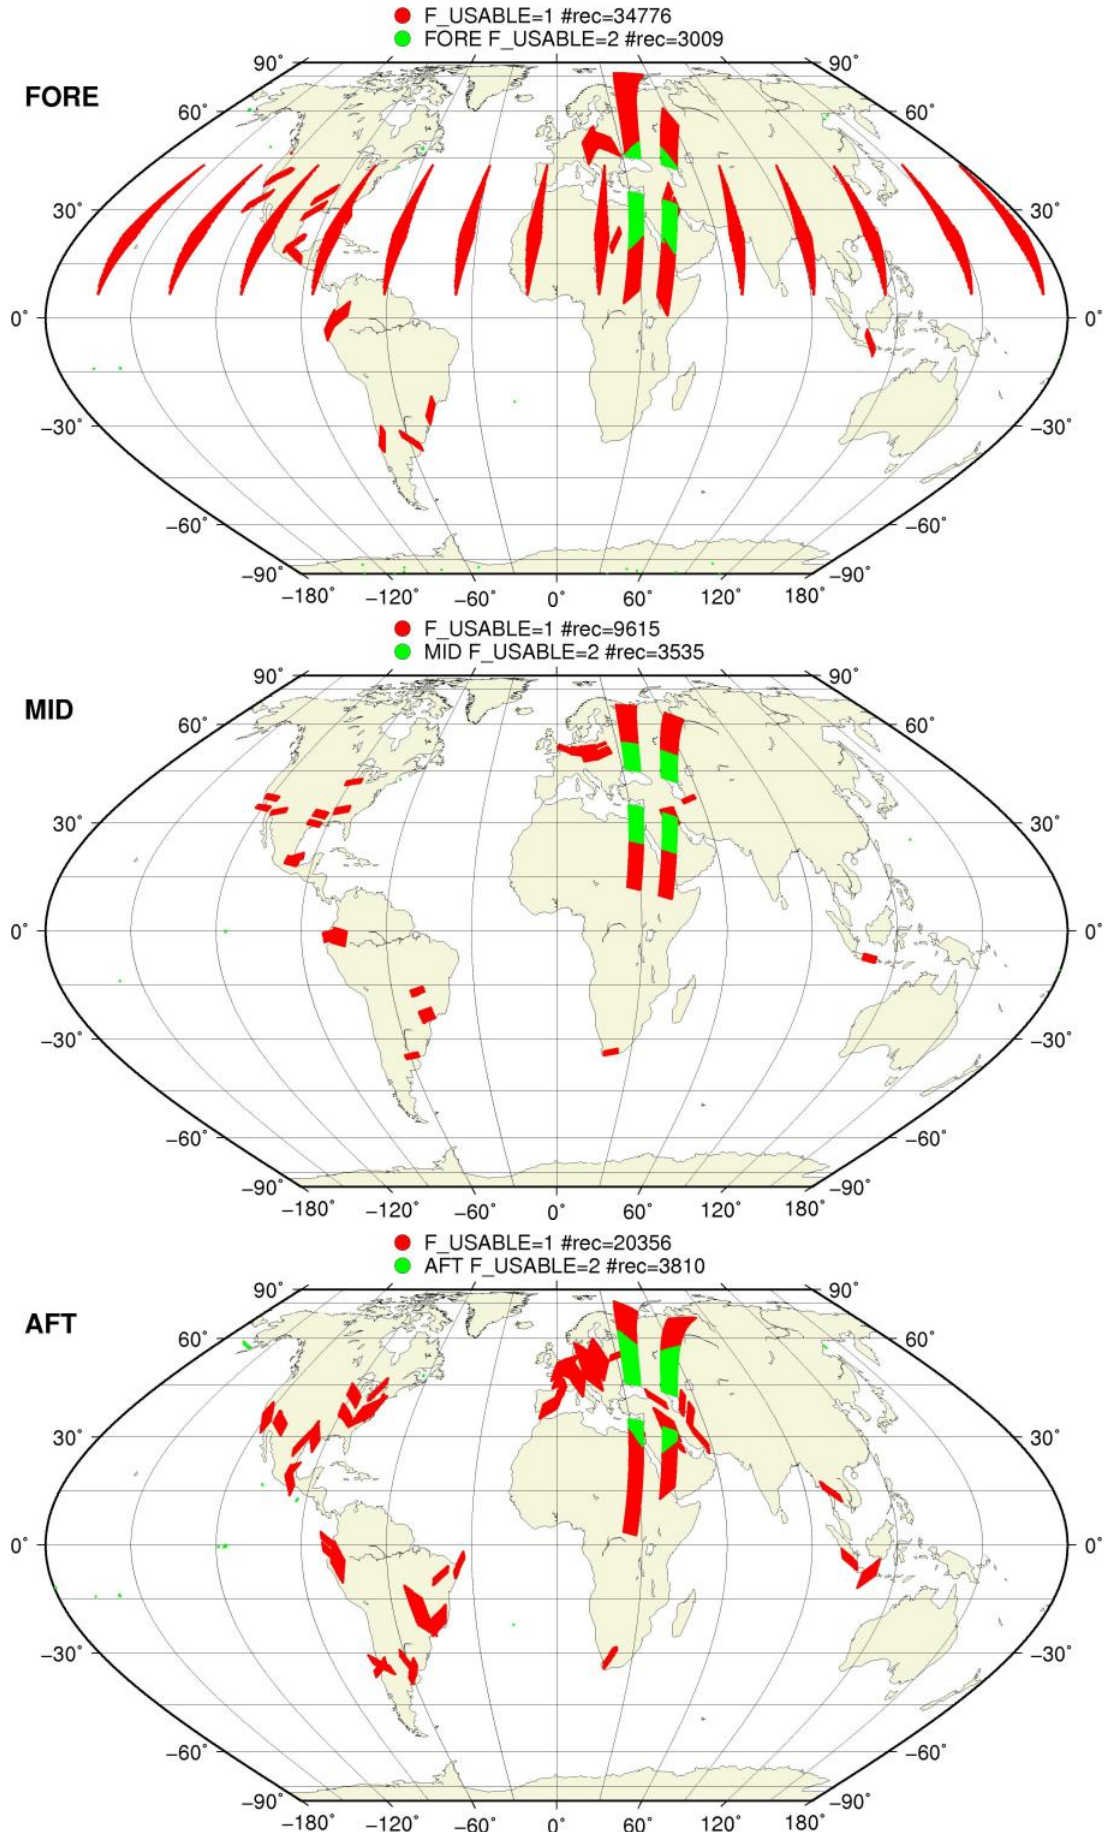 F_USABLE=1 #rec=34776
FORE F_USABLE=2 #rec=3009
FORE
90° 90°
60° 60°
30° 30°
0° 0°
−30° −30°
−60° −60°
−90° −90°
−180° −120° −60° 0° 60° 120° 180°
F_USABLE=1 #rec=9615
MID F_USABLE=2 #rec=3535
MID
90° 90°
60° 60°
30° 30°
0° 0°
−30° −30°
−60° −60°
−90° −90°
−180° −120° −60° 0° 60° 120° 180°
F_USABLE=1 #rec=20356
AFT F_USABLE=2 #rec=3810
AFT
90° 90°
60° 60°
30° 30°
0° 0°
−30° −30°
−60° −60°
−90° −90°
−180° −120° −60° 0° 60° 120° 180°